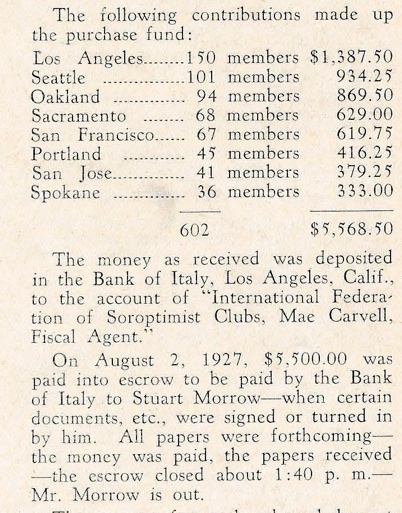 The following contributions made up
the purchase fund:
Los Angeles........150 members $1,387.50
Seattle ..............101 members 934.25
Oakland ............ 94 members 869.50
Sacramento ....... 68 members 629.00
San Francisco...... 67 members 619.75
Portland ........... 45 members 416.25
San Jose............. 41 members 379.25
Spokane ............ 36 members 333.00
602 $5,568.50
The money as received was deposited
in the Bank of Italy, Los Angeles, Calif.,
to the account of "International Federa-
tion of Soroptimist Clubs, Mae Carvell,
Fiscal Agent."
On August 2, 1927, $5,500.00 was
paid into escrow to be paid by the Bank
of Italy to Stuart Morrow—when certain
documents, etc., were signed or turned in
by him. All papers were forthcoming—
the money was paid, the papers received
—the escrow closed about 1:40 p. m.—
Mr. Morrow is out.